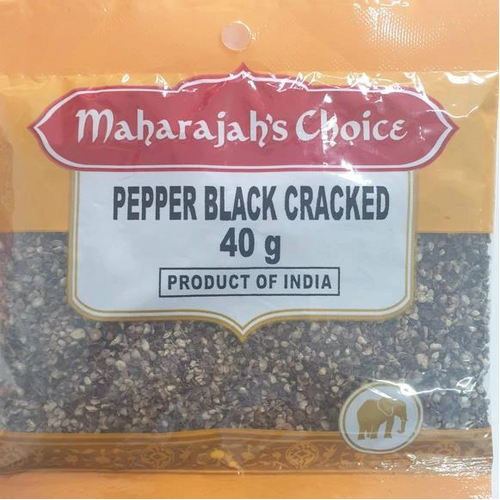 Maharajah's Choice
PEPPER BLACK CRACKED
40 g
PRODUCT OF INDIA